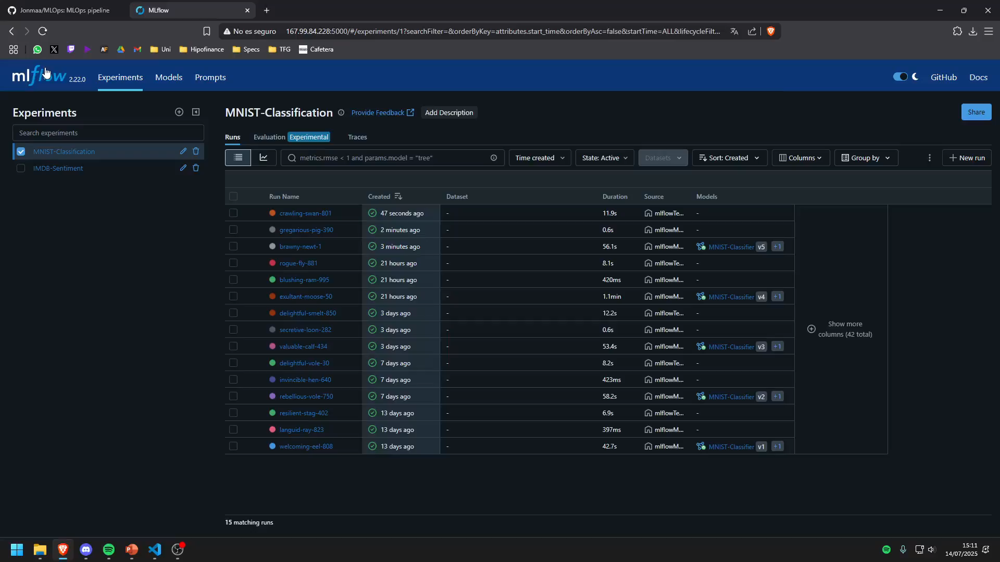 Jonmaa/MLOps: MLOps pipeline
MLflow
No es seguro 167.99.84.228:5000/#/experiments/1?searchFilter=&orderByKey=attributes.start_time&orderByAsc=false&startTime=ALL&lifecycleFilt...
AF Uni Hipofinance Specs TFG Cafetera
mlflow 2.22.0 Experiments Models Prompts GitHub Docs
Experiments
Search experiments
MNIST-Classification
IMDB-Sentiment
MNIST-Classification Provide Feedback Add Description Share
Runs Evaluation Experimental Traces
metrics.rmse < 1 and params.model = "tree" Time created State: Active Datasets Sort: Created Columns Group by New run
Run Name Created Dataset Duration Source Models
crawling-swan-801 47 seconds ago - 11.9s mlflowTe... -
gregarious-pig-390 2 minutes ago - 0.6s mlflowM... -
brawny-newt-1 3 minutes ago - 56.1s mlflowM... MNIST-Classifier v5 +1
rogue-fly-881 21 hours ago - 8.1s mlflowTe... -
blushing-ram-995 21 hours ago - 420ms mlflowM... -
exultant-moose-50 21 hours ago - 1.1min mlflowM... MNIST-Classifier v4 +1
delightful-smelt-850 3 days ago - 12.2s mlflowTe... -
secretive-loon-282 3 days ago - 0.6s mlflowM... -
valuable-calf-434 3 days ago - 53.4s mlflowM... MNIST-Classifier v3 +1
delightful-vole-30 7 days ago - 8.2s mlflowTe... -
invincible-hen-640 7 days ago - 423ms mlflowM... -
rebellious-vole-750 7 days ago - 58.2s mlflowM... MNIST-Classifier v2 +1
resilient-stag-402 13 days ago - 6.9s mlflowTe... -
languid-ray-823 13 days ago - 397ms mlflowM... -
welcoming-eel-808 13 days ago - 42.7s mlflowM... MNIST-Classifier v1 +1
Show more
columns (42 total)
15 matching runs
15:11
14/07/2025